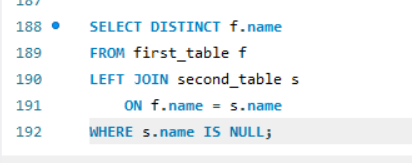 187
188 SELECT DISTINCT f.name
189 FROM first_table f
190 LEFT JOIN second_table s
191 ON f.name = s.name
192 WHERE s.name IS NULL;